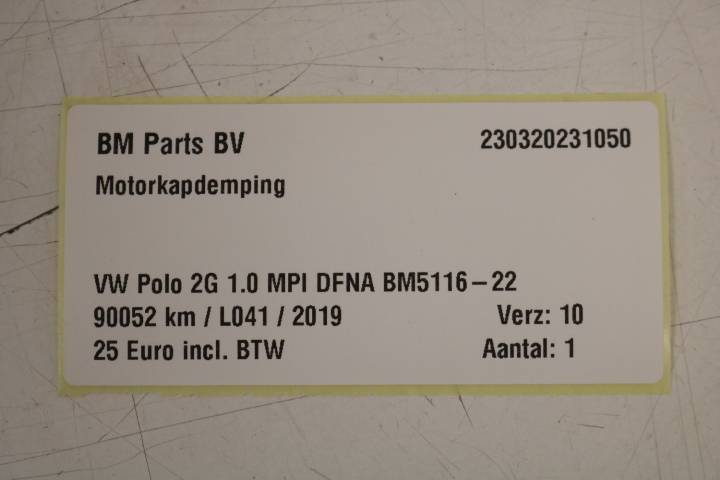 BM Parts BV 230320231050
Motorkapdemping
VW Polo 2G 1.0 MPI DFNA BM5116-22
90052 km / L041 / 2019 Verz: 10
25 Euro incl. BTW Aantal: 1